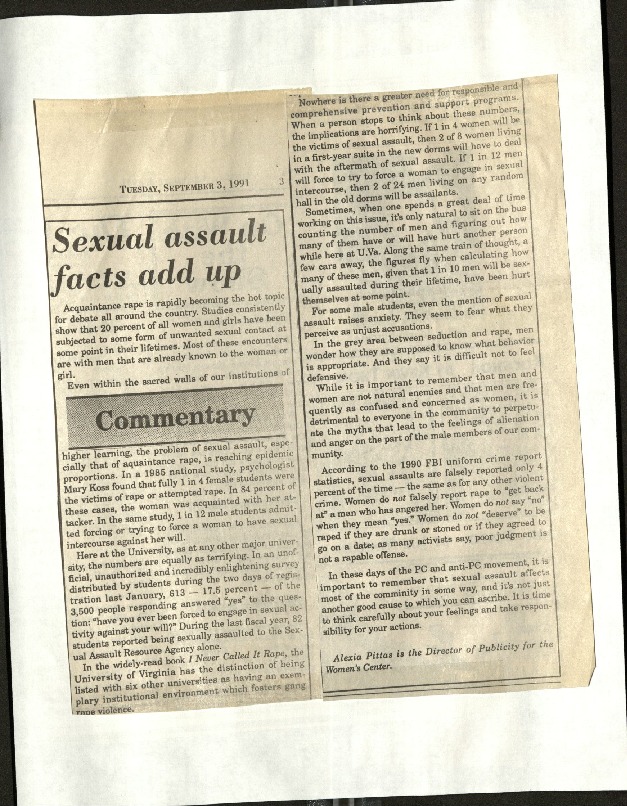 TUESDAY, SEPTEMBER 3, 1991 3
Sexual assault
facts add up
Acquaintance rape is rapidly becoming the hot topic
for debate all around the country. Studies consistently
show that 20 percent of all women and girls have been
subjected to some form of unwanted sexual contact at
some point in their lifetimes. Most of these encounters
are with men that are already known to the woman or
girl.
Even within the sacred walls of our institutions of
Commentary
higher learning, the problem of sexual assault, espe-
cially that of aquaintance rape, is reaching epidemic
proportions. In a 1985 national study, psychologist
Mary Koss found that fully 1 in 4 female students were
the victims of rape or attempted rape. In 84 percent of
these cases, the woman was acquainted with her at-
tacker. In the same study, 1 in 12 male students admit-
ted forcing or trying to force a woman to have sexual
intercourse against her will.
Here at the University, as at any other major univer-
sity, the numbers are equally as terrifying. In an unof-
ficial, unauthorized and incredibly enlightening survey
distributed by students during the two days of regis-
tration last January, 613 — 17.5 percent — of the
3,500 people responding answered "yes" to the ques-
tion: "have you ever been forced to engage in sexual ac-
tivity against your will?" During the last fiscal year, 82
students reported being sexually assaulted to the Sex-
ual Assault Resource Agency alone.
In the widely-read book I Never Called It Rape, the
University of Virginia has the distinction of being
listed with six other universities as having an exem-
plary institutional environment which fosters gang
rape violence.
Nowhere is there a greater need for responsible and
comprehensive prevention and support programs.
When a person stops to think about these numbers,
the implications are horrifying. If 1 in 4 women will be
the victims of sexual assault, then 2 of 8 women living
in a first-year suite in the new dorms will have to deal
with the aftermath of sexual assault. If 1 in 12 men
will force to try to force a woman to engage in sexual
intercourse, then 2 of 24 men living on any random
hall in the old dorms will be assailants.
Sometimes, when one spends a great deal of time
working on this issue, it's only natural to sit on the bus
counting the number of men and figuring out how
many of them have or will have hurt another person
while here at U.Va. Along the same train of thought, a
few cars away, the figures fly when calculating how
many of these men, given that 1 in 10 men will be sex-
ually assaulted during their lifetime, have been hurt
themselves at some point.
For some male students, even the mention of sexual
assault raises anxiety. They seem to fear what they
perceive as unjust accusations.
In the grey area between seduction and rape, men
wonder how they are supposed to know what behavior
is appropriate. And they say it is difficult not to feel
defensive.
While it is important to remember that men and
women are not natural enemies and that men are fre-
quently as confused and concerned as women, it is
detrimental to everyone in the community to perpetu-
ate the myths that lead to the feelings of alienation
and anger on the part of the male members of our com-
munity.
According to the 1990 FBI uniform crime report
statistics, sexual assaults are falsely reported only 4
percent of the time — the same as for any other violent
crime. Women do not falsely report rape to "get back
at" a man who has angered her. Women do not say "no"
when they mean "yes." Women do not "deserve" to be
raped if they are drunk or stoned or if they agreed to
go on a date; as many activists say, poor judgment is
not a rapable offense.
In these days of the PC and anti-PC movement, it is
important to remember that sexual assault affects
most of the comminity in some way, and it's not just
another good cause to which you can ascribe. It is time
to think carefully about your feelings and take respon-
sibility for your actions.
Alexia Pittas is the Director of Publicity for the
Women's Center.